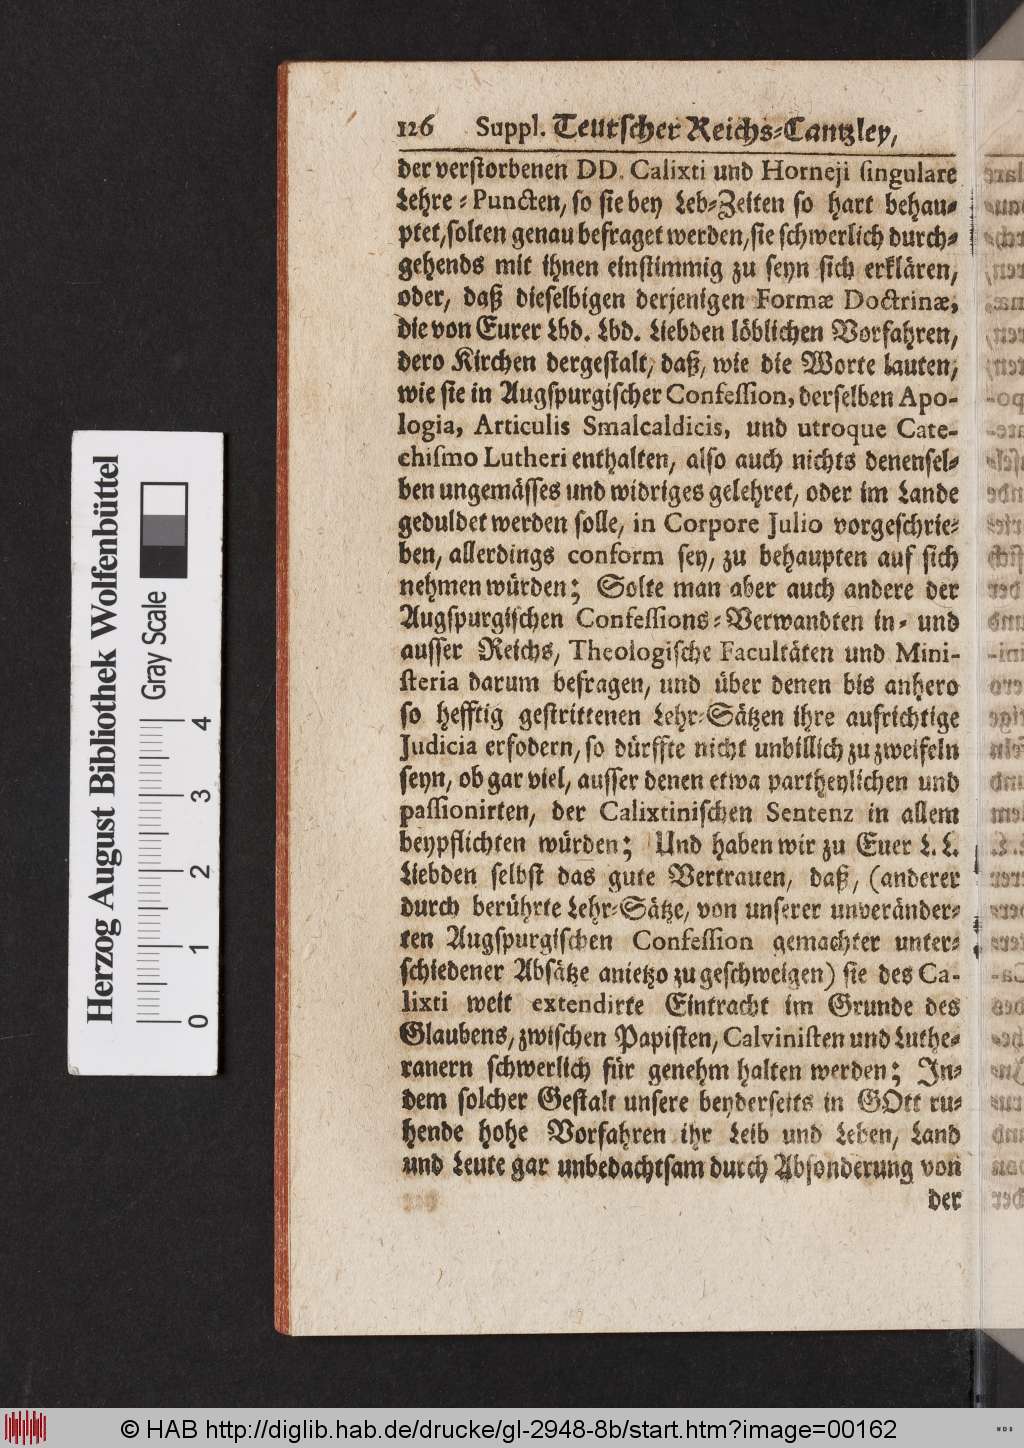 126 Suppl. Teutscher Reichs-Cantzley,
der verstorbenen DD. Calixti und Horneji singulare
Lehre-Puncten, so sie bey Leb-Zeiten so hart behau-
ptet, solten genau befraget werden, sie schwerlich durch-
gehends mit ihnen einstimmig zu seyn sich erklären,
oder, daß dieselbigen derjenigen Formæ Doctrinæ,
die von Eurer Lbd. Lbd. Liebden löblichen Vorfahren,
dero Kirchen dergestalt, daß, wie die Worte lauten,
wie sie in Augspurgischer Confession, derselben Apo-
logia, Articulis Smalcaldicis, und utroque Cate-
chismo Lutheri enthalten, also auch nichts denensel-
ben ungemässes und widriges gelehret, oder im Lande
geduldet werden solle, in Corpore Julio vorgeschrie-
ben, allerdings conform sey, zu behaupten auf sich
nehmen würden; Solte man aber auch andere der
Augspurgischen Confessions-Verwandten in- und
ausser Reichs, Theologische Facultäten und Mini-
steria darum befragen, und über denen bis anhero
so hefftig gestrittenen Lehr-Sätzen ihre aufrichtige
Judicia erfodern, so dürffte nicht unbillich zu zweifeln
seyn, ob gar viel, ausser denen etwa partheylichen und
passionirten, der Calixtinischen Sentenz in allem
beypflichten würden; Und haben wir zu Euer L. L.
Liebden selbst das gute Vertrauen, daß, (anderer
durch berührte Lehr-Sätze, von unserer unveränder-
ten Augspurgischen Confession gemachter unter-
schiedener Absätze anietzo zu geschweigen) sie des Ca-
lixti weit extendirte Eintracht im Grunde des
Glaubens, zwischen Papisten, Calvinisten und Luthe-
ranern schwerlich für genehm halten werden; In-
dem solcher Gestalt unsere beyderseits in GOtt ru-
hende hohe Vorfahren ihr Leib und Leben, Land
und Leute gar unbedachtsam durch Absonderung von
der
Herzog August Bibliothek Wolfenbüttel
Gray Scale
0 1 2 3 4
© HAB http://diglib.hab.de/drucke/gl-2948-8b/start.htm?image=00162